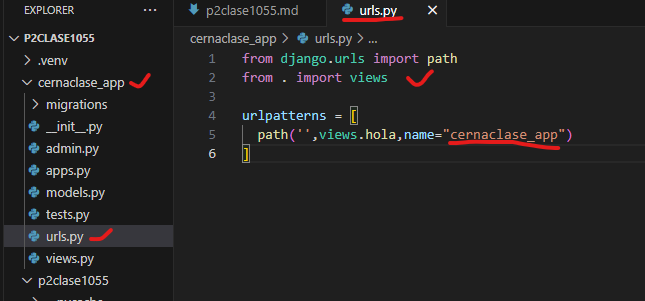 EXPLORER
P2CLASE1055
.venv
cernaclase_app
migrations
__init__.py
admin.py
apps.py
models.py
tests.py
urls.py
views.py
p2clase1055
p2clase1055.md
urls.py
cernaclase_app > urls.py > ...
1 from django.urls import path
2 from . import views
3
4 urlpatterns = [
5 path('',views.hola,name="cernaclase_app")
6 ]